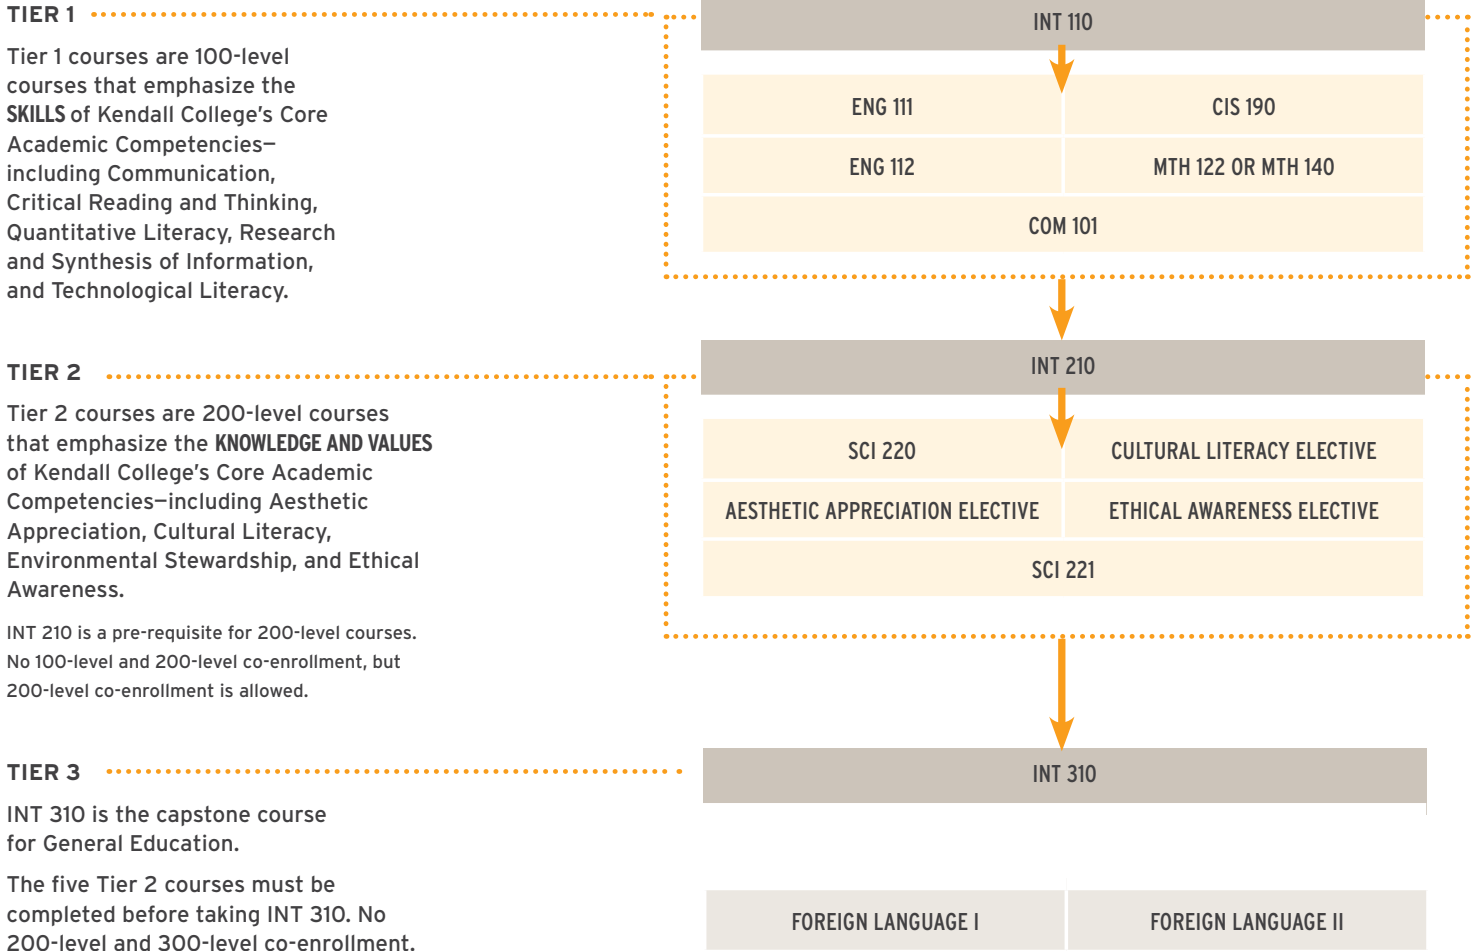 TIER 1
Tier 1 courses are 100-level
courses that emphasize the
SKILLS of Kendall College's Core
Academic Competencies—
including Communication,
Critical Reading and Thinking,
Quantitative Literacy, Research
and Synthesis of Information,
and Technological Literacy.
INT 110
ENG 111
CIS 190
ENG 112
MTH 122 OR MTH 140
COM 101
TIER 2
Tier 2 courses are 200-level courses
that emphasize the KNOWLEDGE AND VALUES
of Kendall College's Core Academic
Competencies—including Aesthetic
Appreciation, Cultural Literacy,
Environmental Stewardship, and Ethical
Awareness.
INT 210 is a pre-requisite for 200-level courses.
No 100-level and 200-level co-enrollment, but
200-level co-enrollment is allowed.
INT 210
SCI 220
CULTURAL LITERACY ELECTIVE
AESTHETIC APPRECIATION ELECTIVE
ETHICAL AWARENESS ELECTIVE
SCI 221
TIER 3
INT 310 is the capstone course
for General Education.
The five Tier 2 courses must be
completed before taking INT 310. No
200-level and 300-level co-enrollment.
INT 310
FOREIGN LANGUAGE I
FOREIGN LANGUAGE II